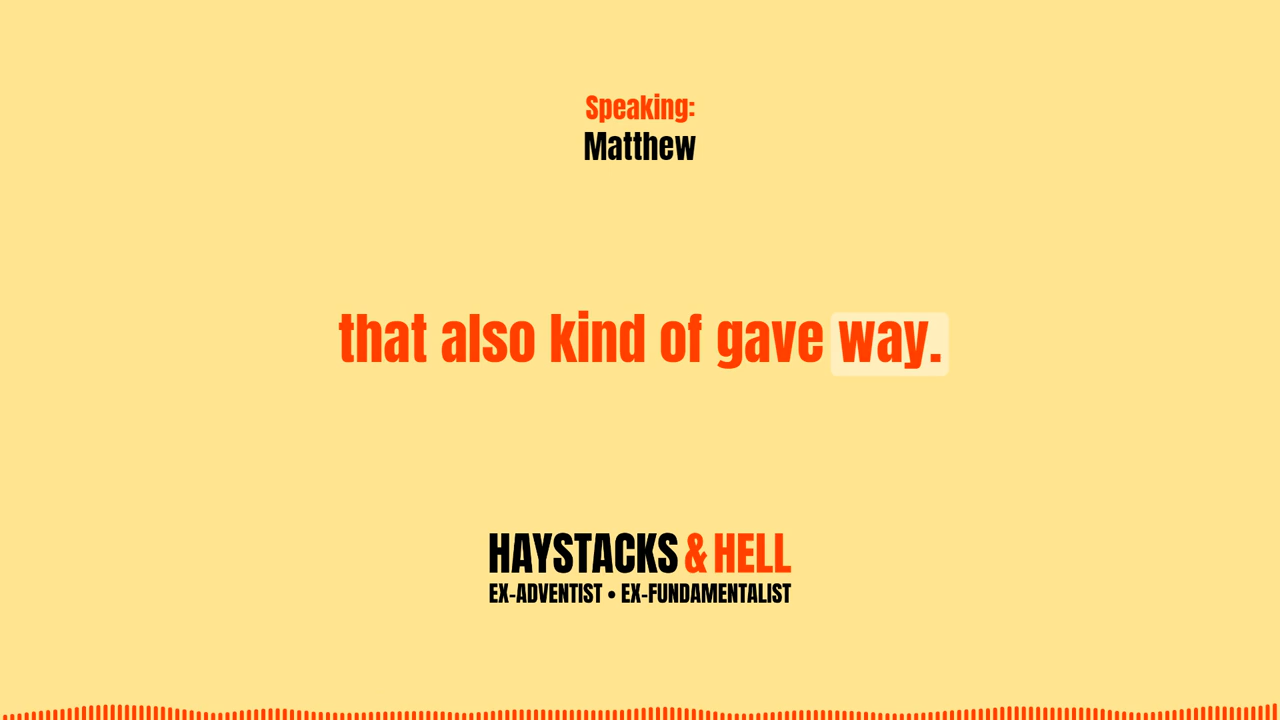 Speaking:
Matthew
that also kind of gave way.
HAYSTACKS & HELL
EX-ADVENTIST • EX-FUNDAMENTALIST